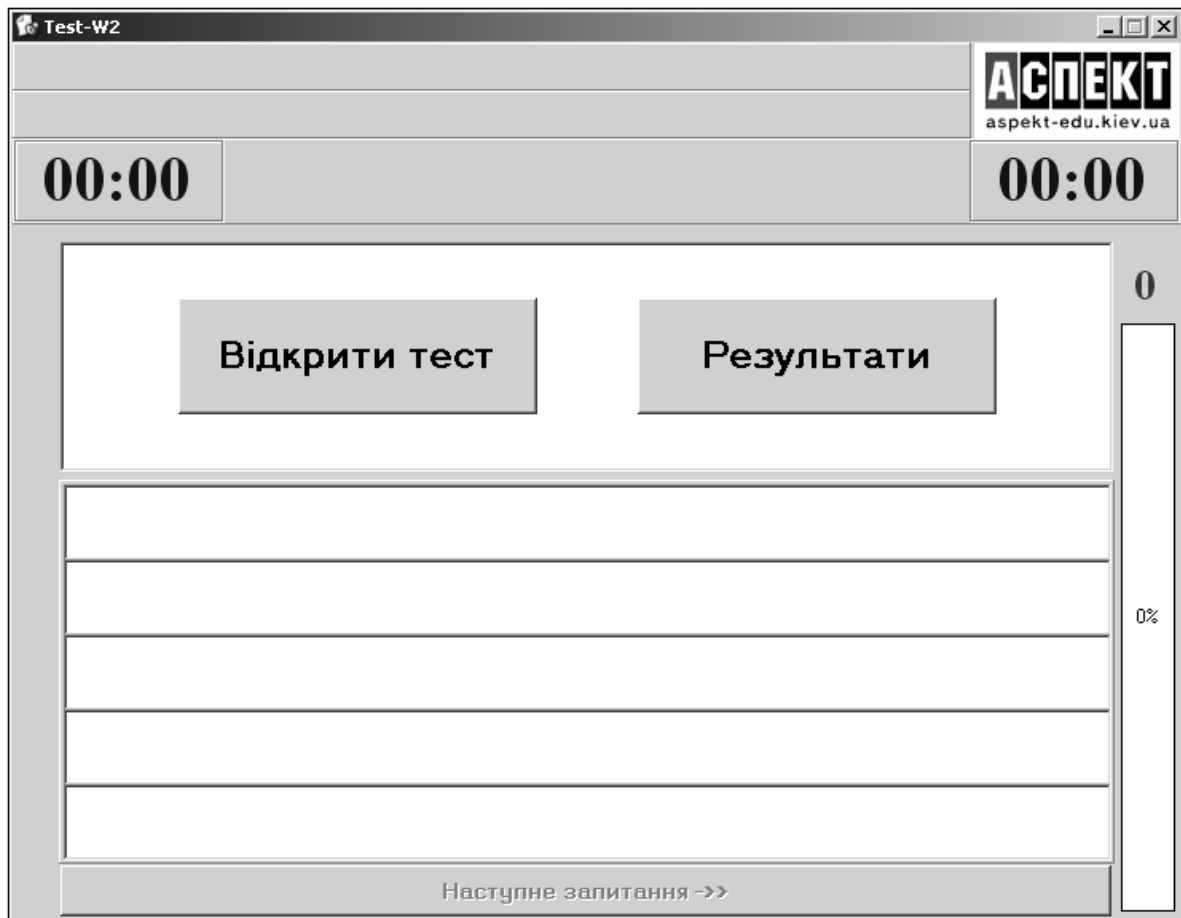 Test-W2
АСПЕКТ
aspekt-edu.kiev.ua
00:00
00:00
0
Відкрити тест
Результати
0%
Наступне запитання ->>